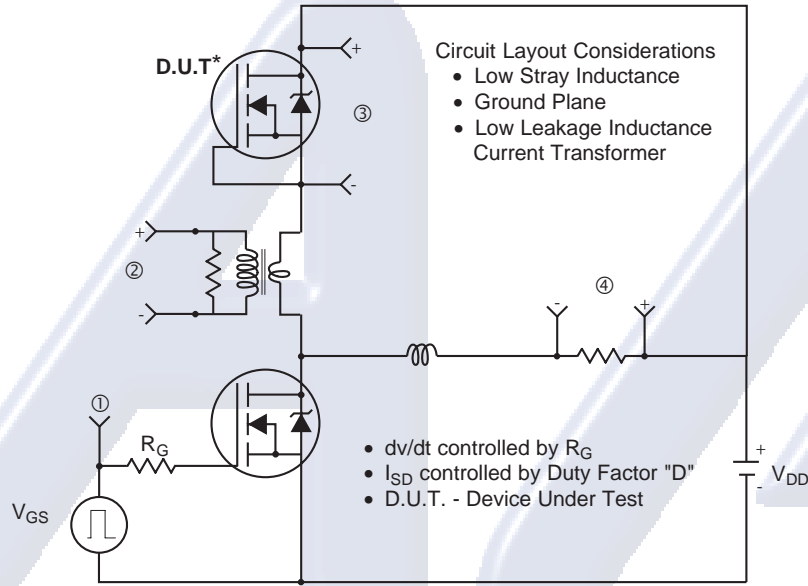 D.U.T*
+
-
③
Circuit Layout Considerations
• Low Stray Inductance
• Ground Plane
• Low Leakage Inductance
Current Transformer
+
②
-
④
-
+
①
RG
VGS
• dv/dt controlled by RG
• ISD controlled by Duty Factor "D"
• D.U.T. - Device Under Test
+
-
VDD